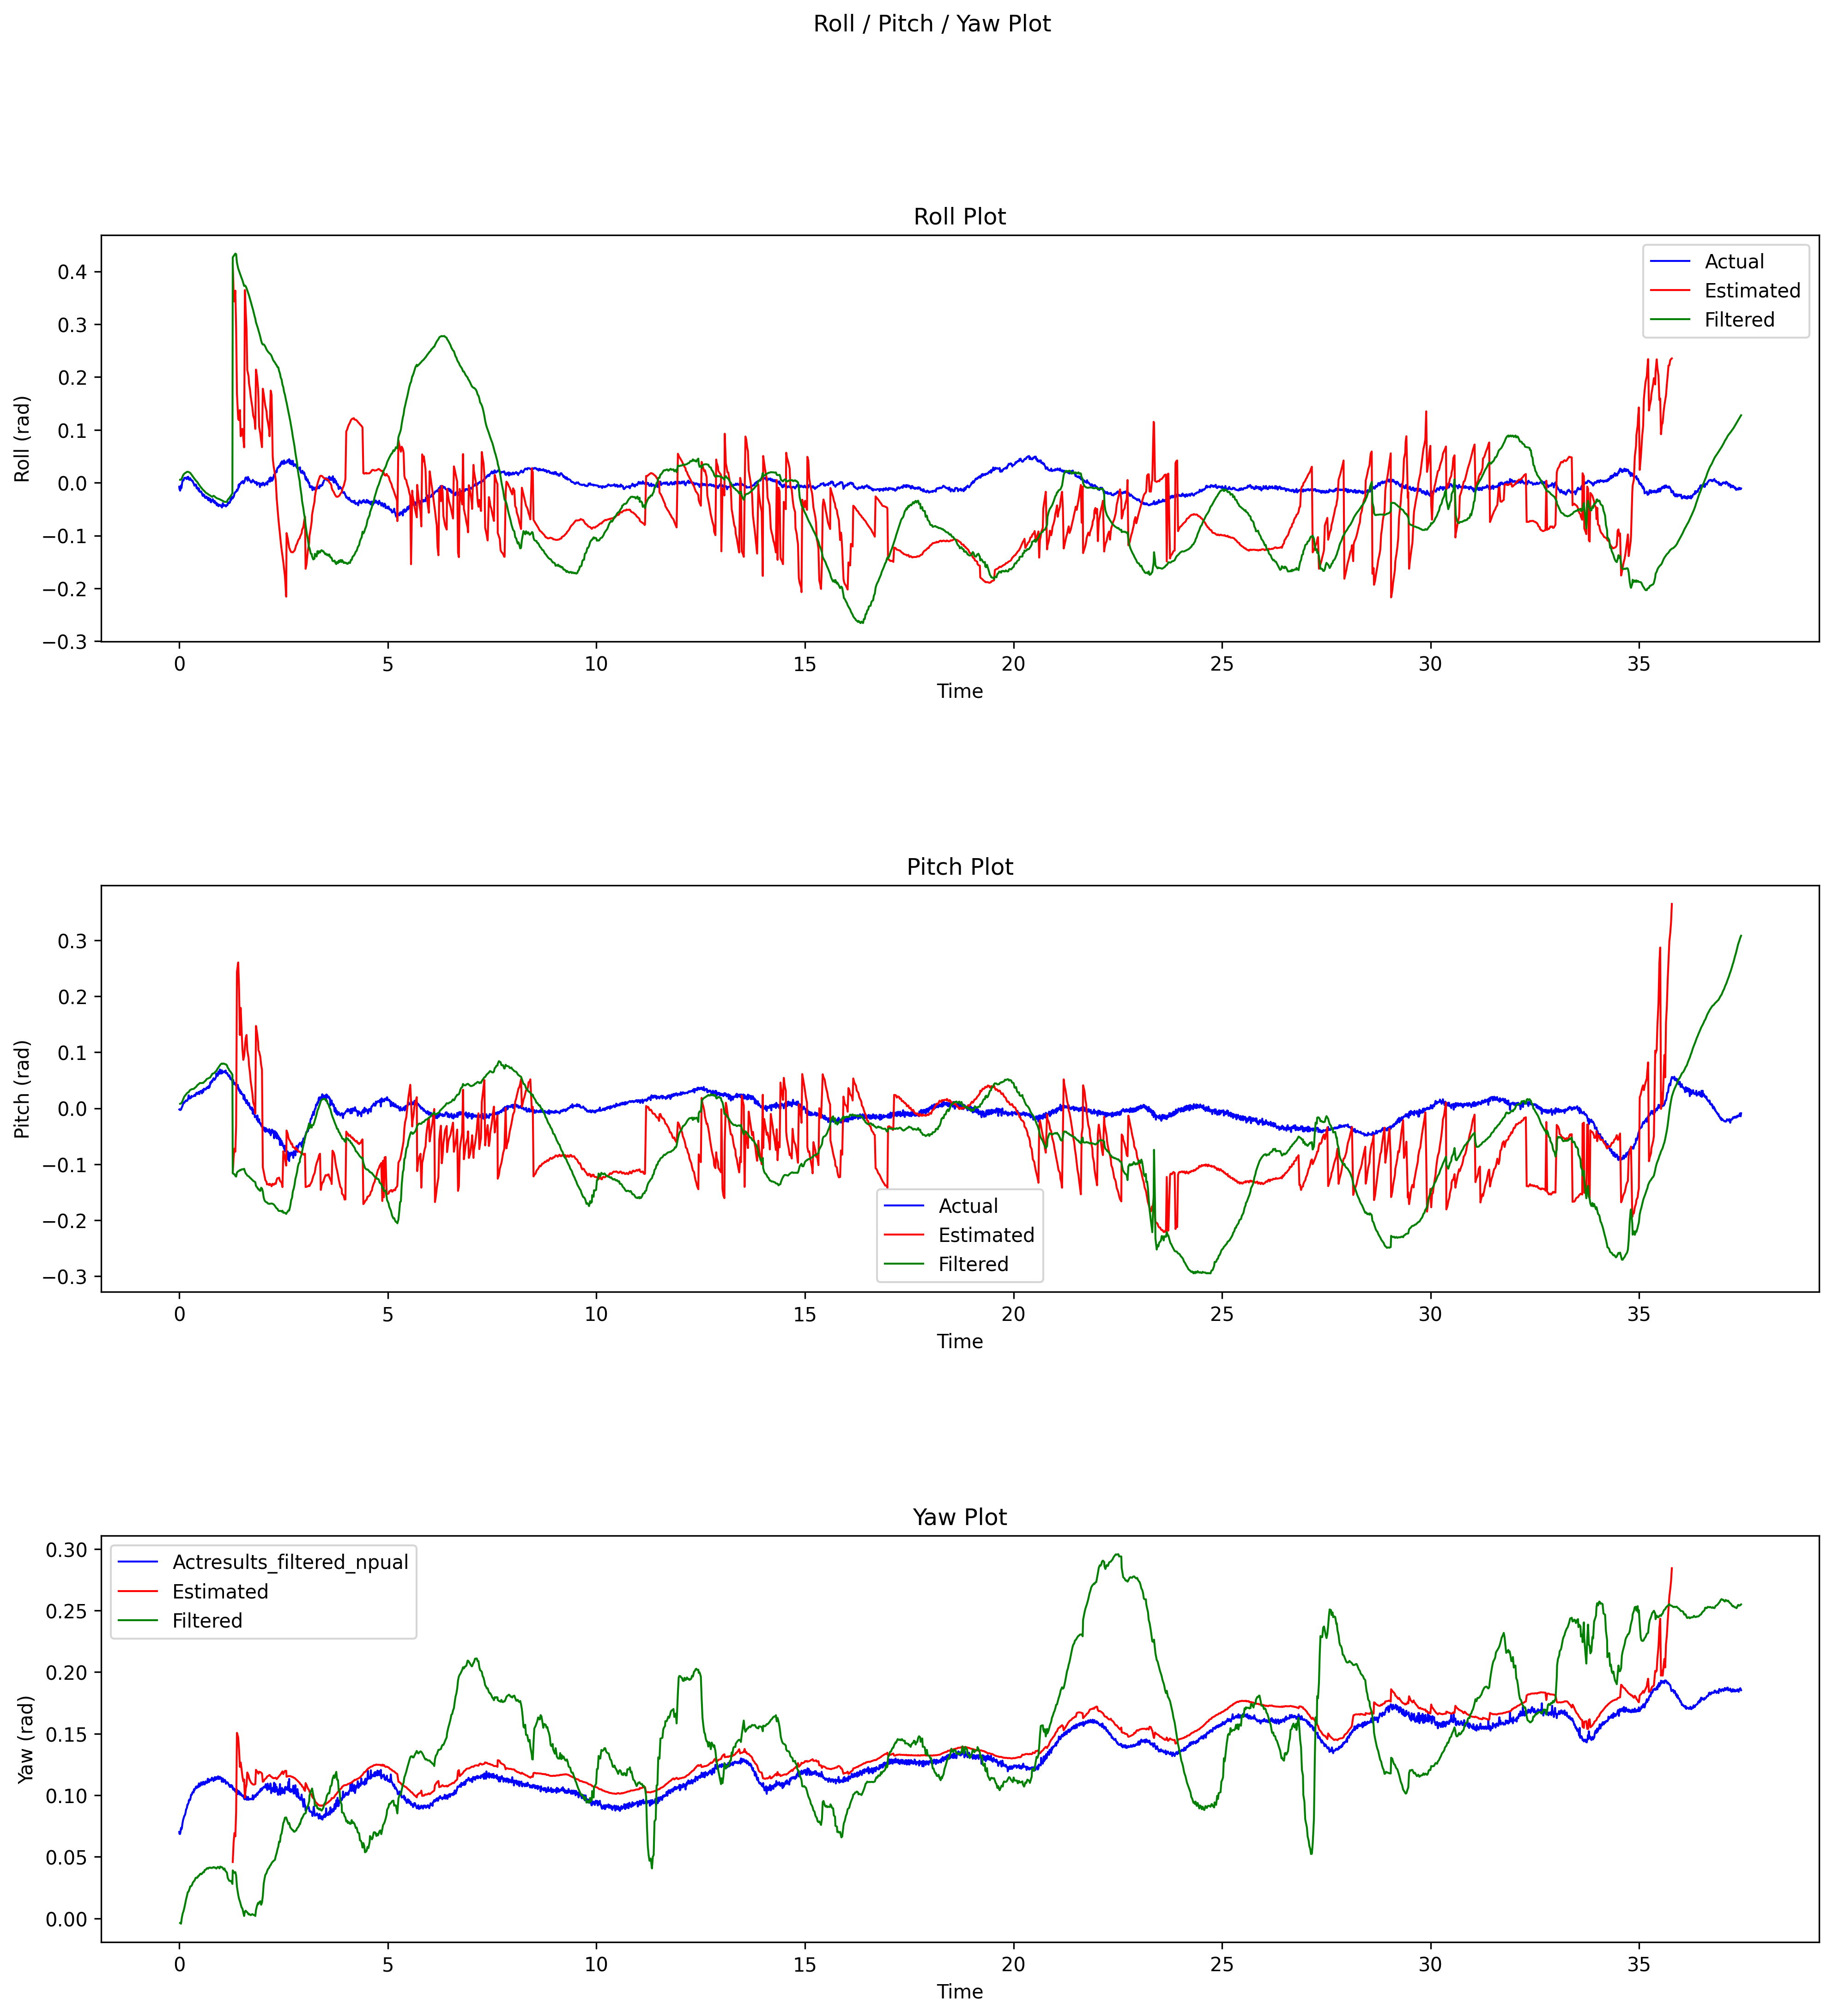 Roll / Pitch / Yaw Plot
Roll Plot
Roll (rad)
0.4
0.3
0.2
0.1
0.0
−0.1
−0.2
−0.3
Actual
Estimated
Filtered
0 5 10 15 20 25 30 35
Time
Pitch Plot
Pitch (rad)
0.3
0.2
0.1
0.0
−0.1
−0.2
−0.3
Actual
Estimated
Filtered
0 5 10 15 20 25 30 35
Time
Yaw Plot
Yaw (rad)
0.30
0.25
0.20
0.15
0.10
0.05
0.00
Actresults_filtered_npual
Estimated
Filtered
0 5 10 15 20 25 30 35
Time